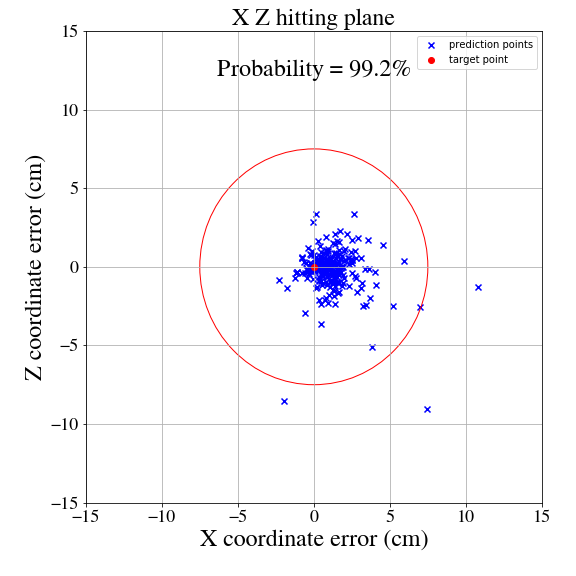 X Z hitting plane
Probability = 99.2%
prediction points
target point
Z coordinate error (cm)
15
10
5
0
−5
−10
−15
−15
−10
−5
0
5
10
15
X coordinate error (cm)